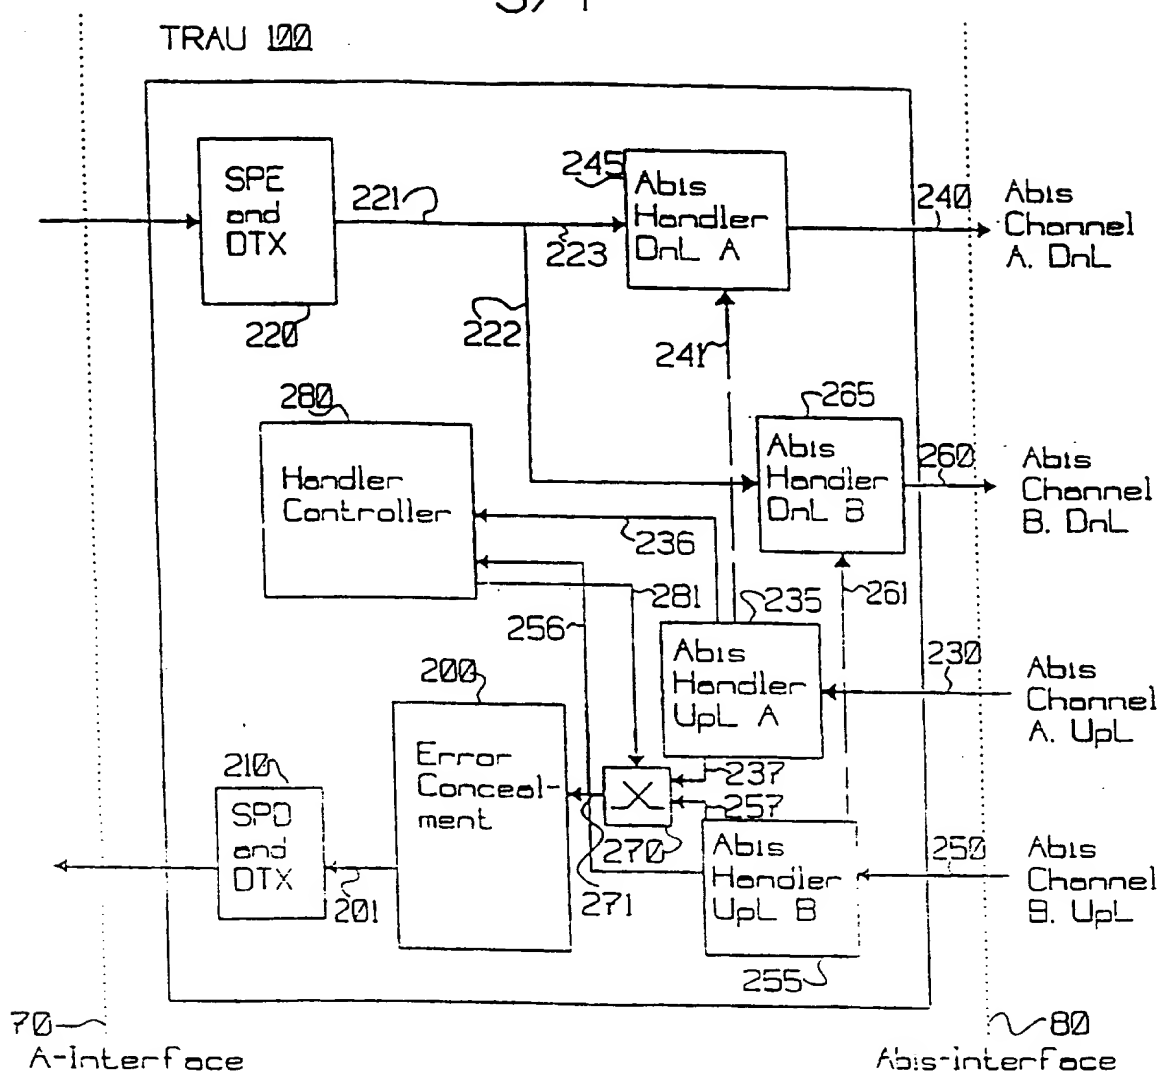 3/4
TRAU 100
SPE
and
DTX
220
221
222
223
245
Abis
Handler
DnL A
240
Abis
Channel
A. DnL
241
280
Handler
Controller
265
Abis
Handler
DnL B
260
Abis
Channel
B. DnL
236
281
256
261
235
Abis
Handler
UpL A
230
Abis
Channel
A. UpL
200
Error
Conceal-
ment
210
SPD
and
DTX
201
237
257
270
271
Abis
Handler
UpL B
255
250
Abis
Channel
B. UpL
70
A-interface
80
Abis-interface